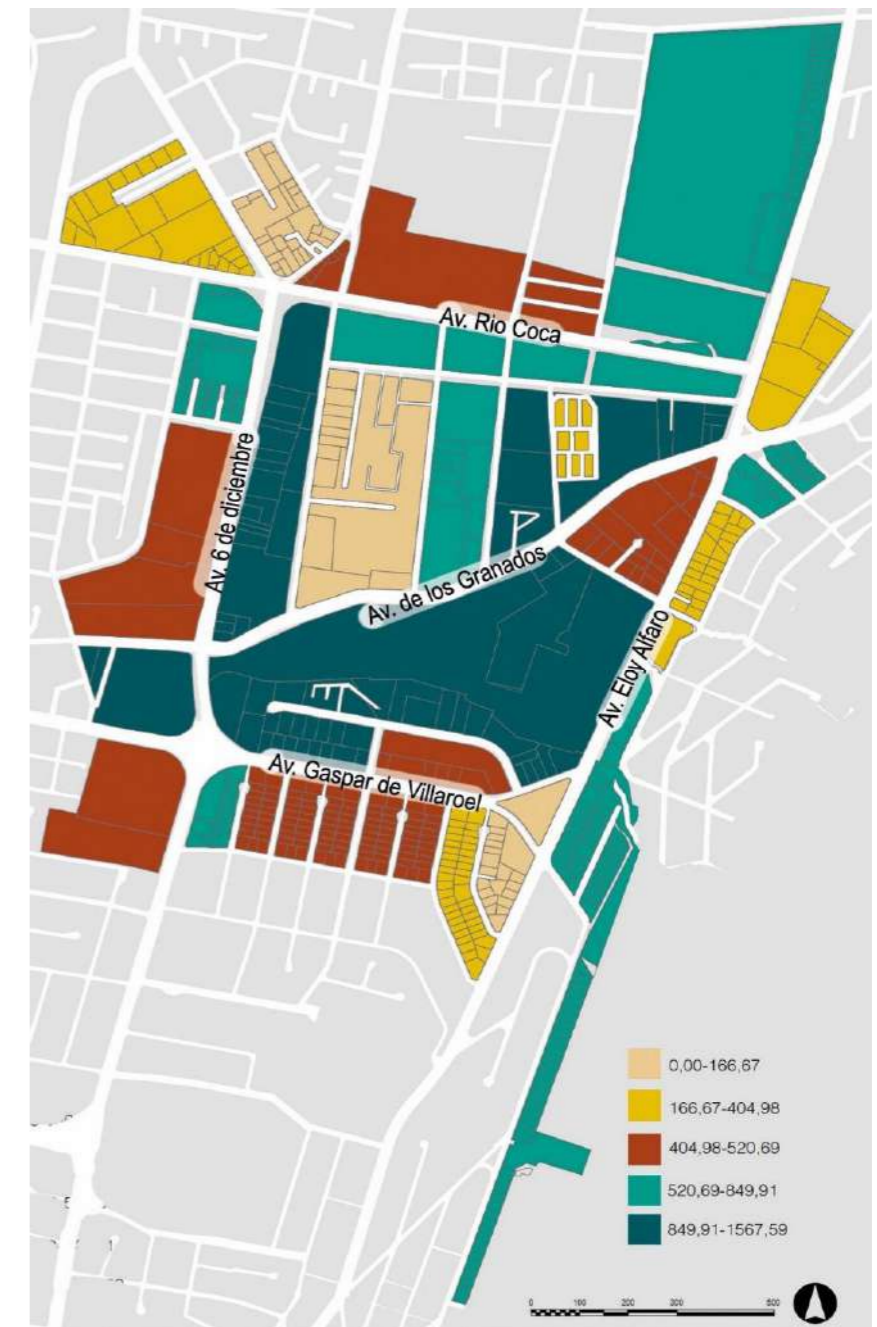 Av. Rio Coca
Av. 6 de diciembre
Av. de los Granados
Av. Eloy Alfaro
Av. Gaspar de Villaroel
0,00-166,67
166,67-404,98
404,98-520,69
520,69-849,91
849,91-1567,59
0 100 200 300 500